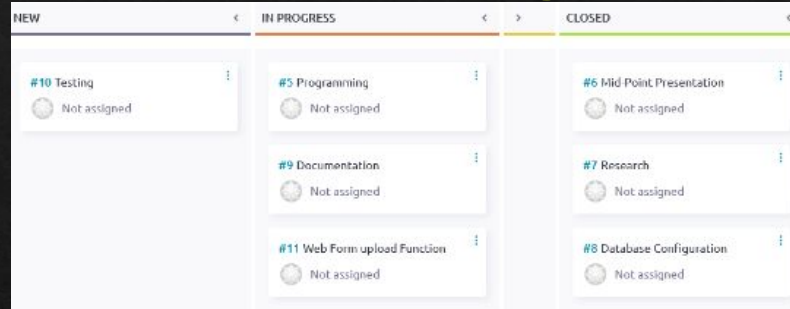 NEW
#10 Testing
Not assigned
IN PROGRESS
#5 Programming
Not assigned
#9 Documentation
Not assigned
#11 Web Form upload Function
Not assigned
CLOSED
#6 Mid-Point Presentation
Not assigned
#7 Research
Not assigned
#8 Database Configuration
Not assigned